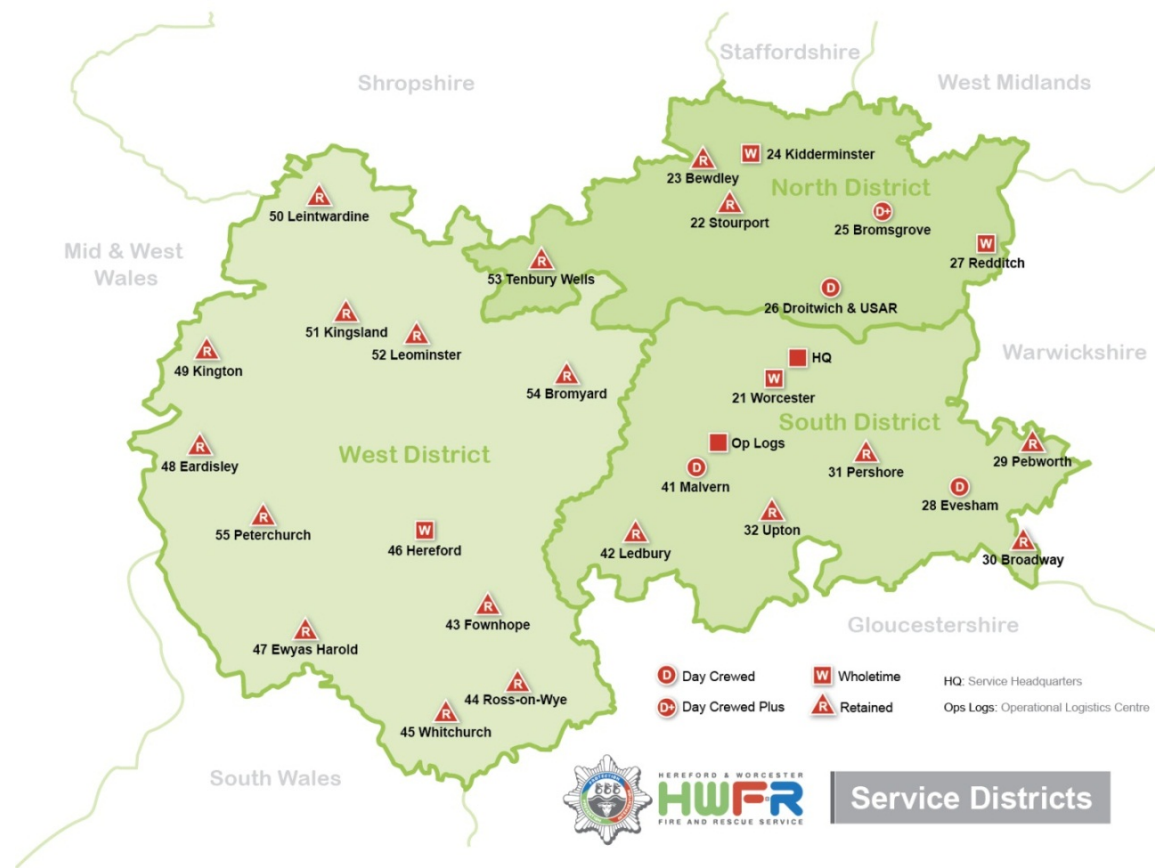 Staffordshire
Shropshire
West Midlands
W
24 Kidderminster
R
23 Bewdley
North District
R
50 Leintwardine
R
22 Stourport
D+
25 Bromsgrove
Mid & West
Wales
W
27 Redditch
R
53 Tenbury Wells
D
26 Droitwich & USAR
R
51 Kingsland
R
52 Leominster
R
49 Kington
Warwickshire
HQ
W
21 Worcester
R
54 Bromyard
South District
R
48 Eardisley
West District
Op Logs
R
29 Pebworth
R
31 Pershore
D
41 Malvern
D
28 Evesham
R
55 Peterchurch
W
46 Hereford
R
42 Ledbury
R
32 Upton
R
30 Broadway
R
43 Fownhope
Gloucestershire
R
47 Ewyas Harold
R
44 Ross-on-Wye
R
45 Whitchurch
D Day Crewed
W Wholetime
HQ: Service Headquarters
D+ Day Crewed Plus
R Retained
Ops Logs: Operational Logistics Centre
South Wales
HEREFORD & WORCESTER
HWFR
FIRE AND RESCUE SERVICE
Service Districts